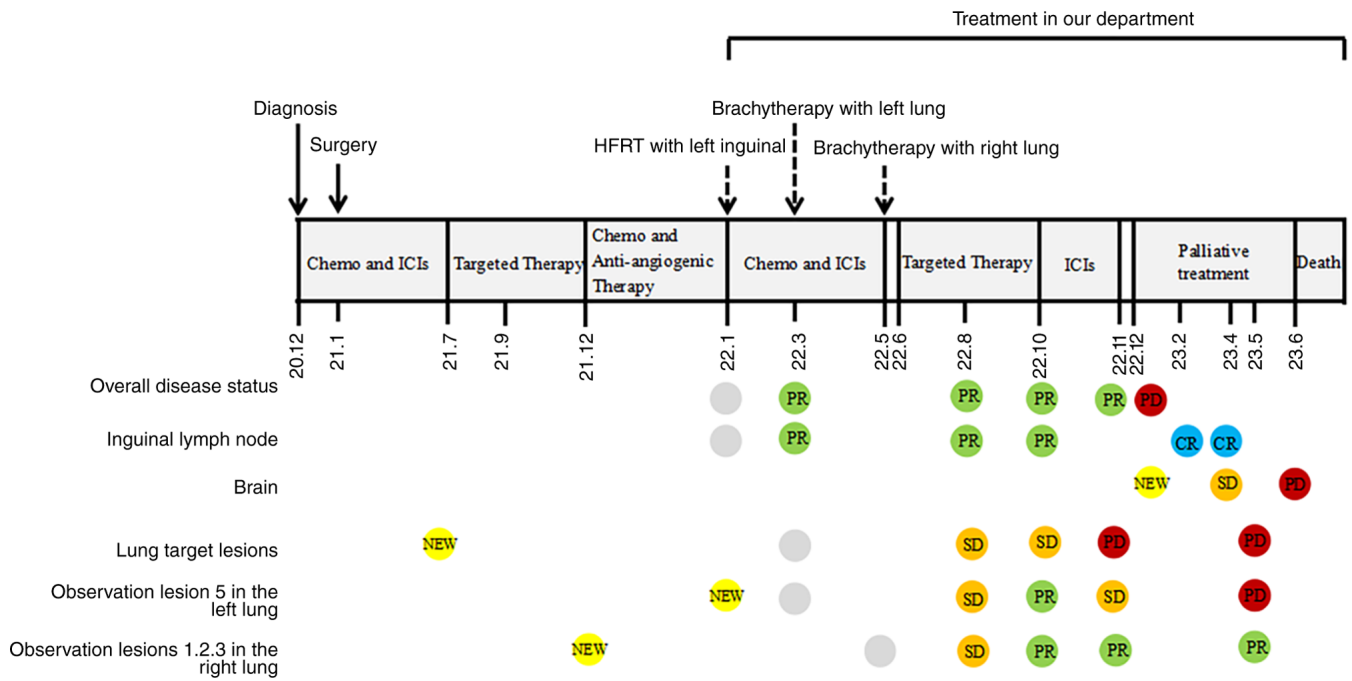 Treatment in our department
Diagnosis
Brachytherapy with left lung
Surgery
HFRT with left inguinal
Brachytherapy with right lung
Chemo and ICIs
Targeted Therapy
Chemo and
Anti-angiogenic
Therapy
Chemo and ICIs
Targeted Therapy
ICIs
Palliative
treatment
Death
20.12
21.1
21.7
21.9
21.12
22.1
22.3
22.5
22.6
22.8
22.10
22.11
22.12
23.2
23.4
23.5
23.6
Overall disease status
PR
PR
PR
PR
PD
Inguinal lymph node
PR
PR
PR
CR
CR
Brain
NEW
SD
PD
Lung target lesions
NEW
SD
SD
PD
PD
Observation lesion 5 in the
left lung
NEW
SD
PR
SD
PD
Observation lesions 1.2.3 in the
right lung
NEW
SD
PR
PR
PR